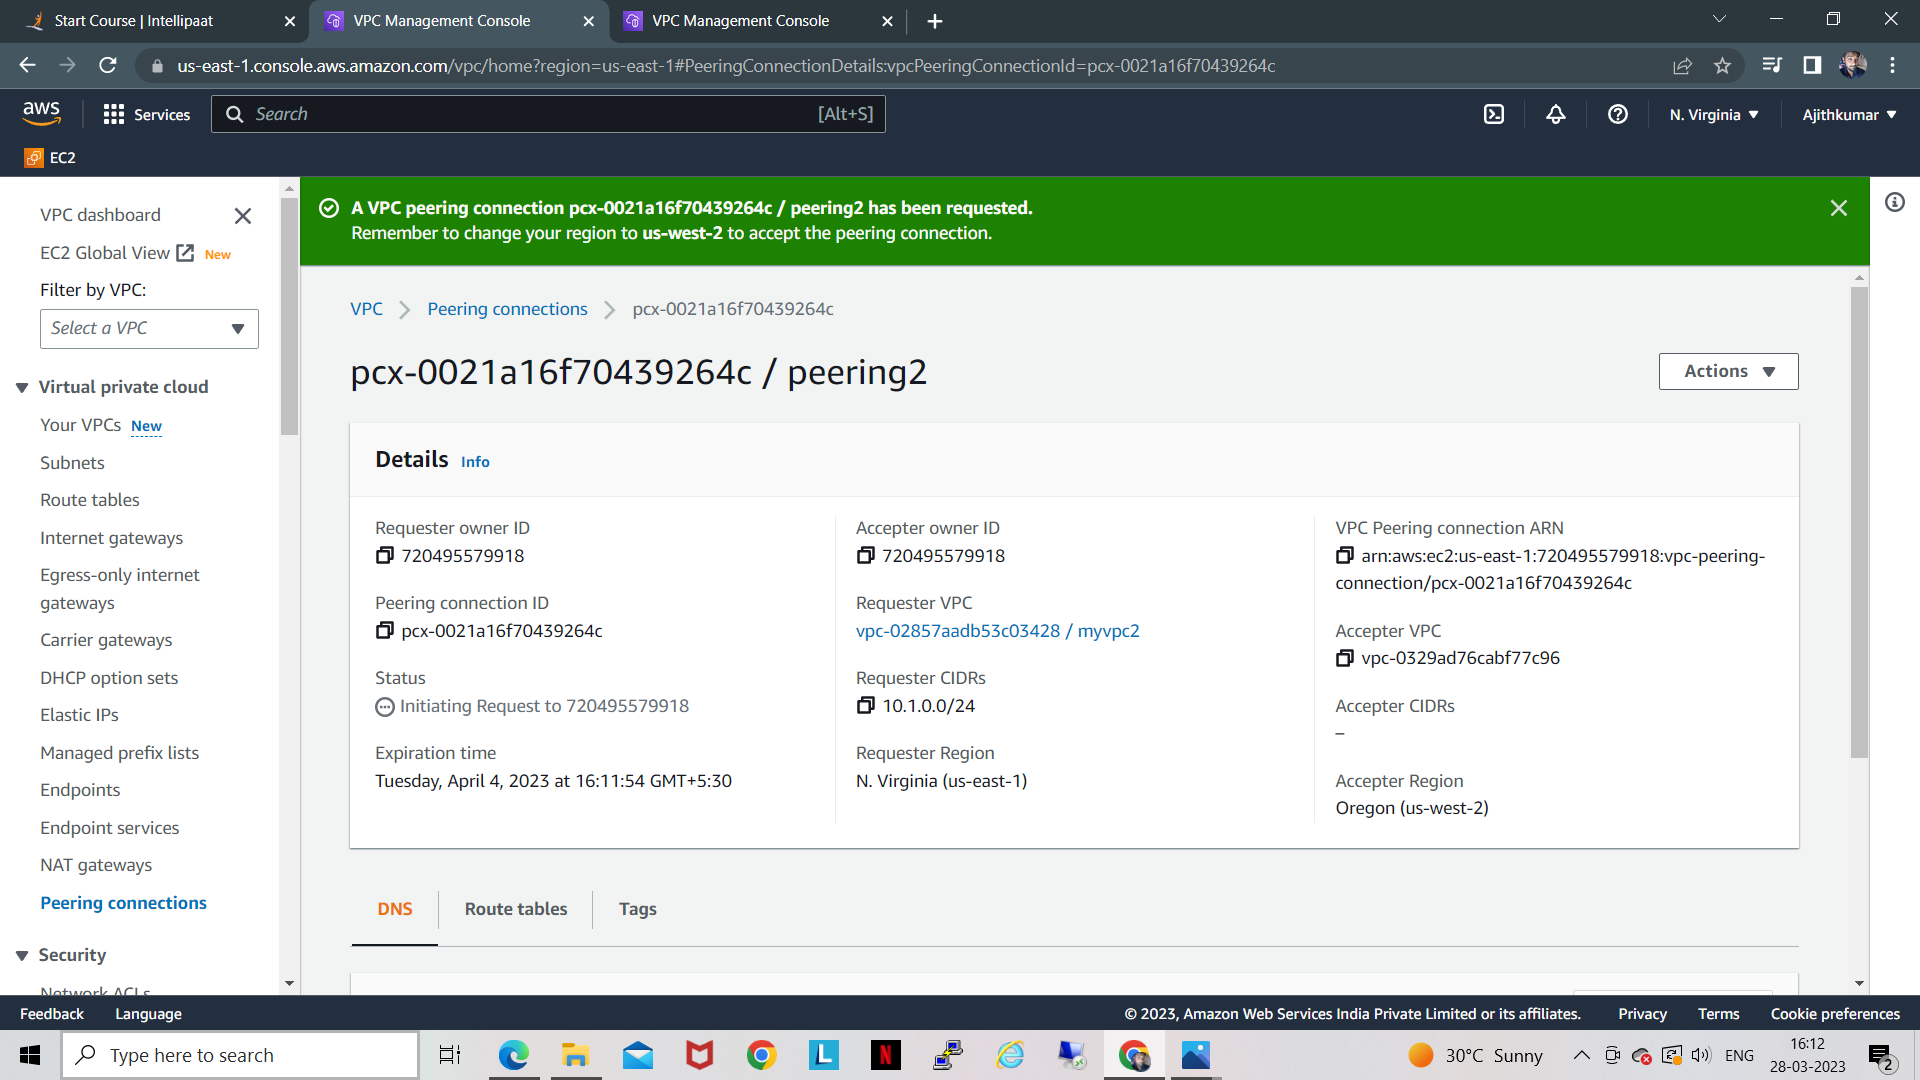 Start Course | Intellipaat
VPC Management Console
VPC Management Console
us-east-1.console.aws.amazon.com/vpc/home?region=us-east-1#PeeringConnectionDetails:vpcPeeringConnectionId=pcx-0021a16f70439264c
aws
Services
Search
[Alt+S]
N. Virginia
Ajithkumar
EC2
VPC dashboard
EC2 Global View New
Filter by VPC:
Select a VPC
Virtual private cloud
Your VPCs New
Subnets
Route tables
Internet gateways
Egress-only internet
gateways
Carrier gateways
DHCP option sets
Elastic IPs
Managed prefix lists
Endpoints
Endpoint services
NAT gateways
Peering connections
Security
Network ACLs
A VPC peering connection pcx-0021a16f70439264c / peering2 has been requested.
Remember to change your region to us-west-2 to accept the peering connection.
VPC
Peering connections
pcx-0021a16f70439264c
pcx-0021a16f70439264c / peering2
Actions
Details Info
Requester owner ID
720495579918
Peering connection ID
pcx-0021a16f70439264c
Status
Initiating Request to 720495579918
Expiration time
Tuesday, April 4, 2023 at 16:11:54 GMT+5:30
Accepter owner ID
720495579918
Requester VPC
vpc-02857aadb53c03428 / myvpc2
Requester CIDRs
10.1.0.0/24
Requester Region
N. Virginia (us-east-1)
VPC Peering connection ARN
arn:aws:ec2:us-east-1:720495579918:vpc-peering-
connection/pcx-0021a16f70439264c
Accepter VPC
vpc-0329ad76cabf77c96
Accepter CIDRs
–
Accepter Region
Oregon (us-west-2)
DNS
Route tables
Tags
Feedback
Language
© 2023, Amazon Web Services India Private Limited or its affiliates.
Privacy
Terms
Cookie preferences
Type here to search
L
N
30°C Sunny
ENG
16:12
28-03-2023
2